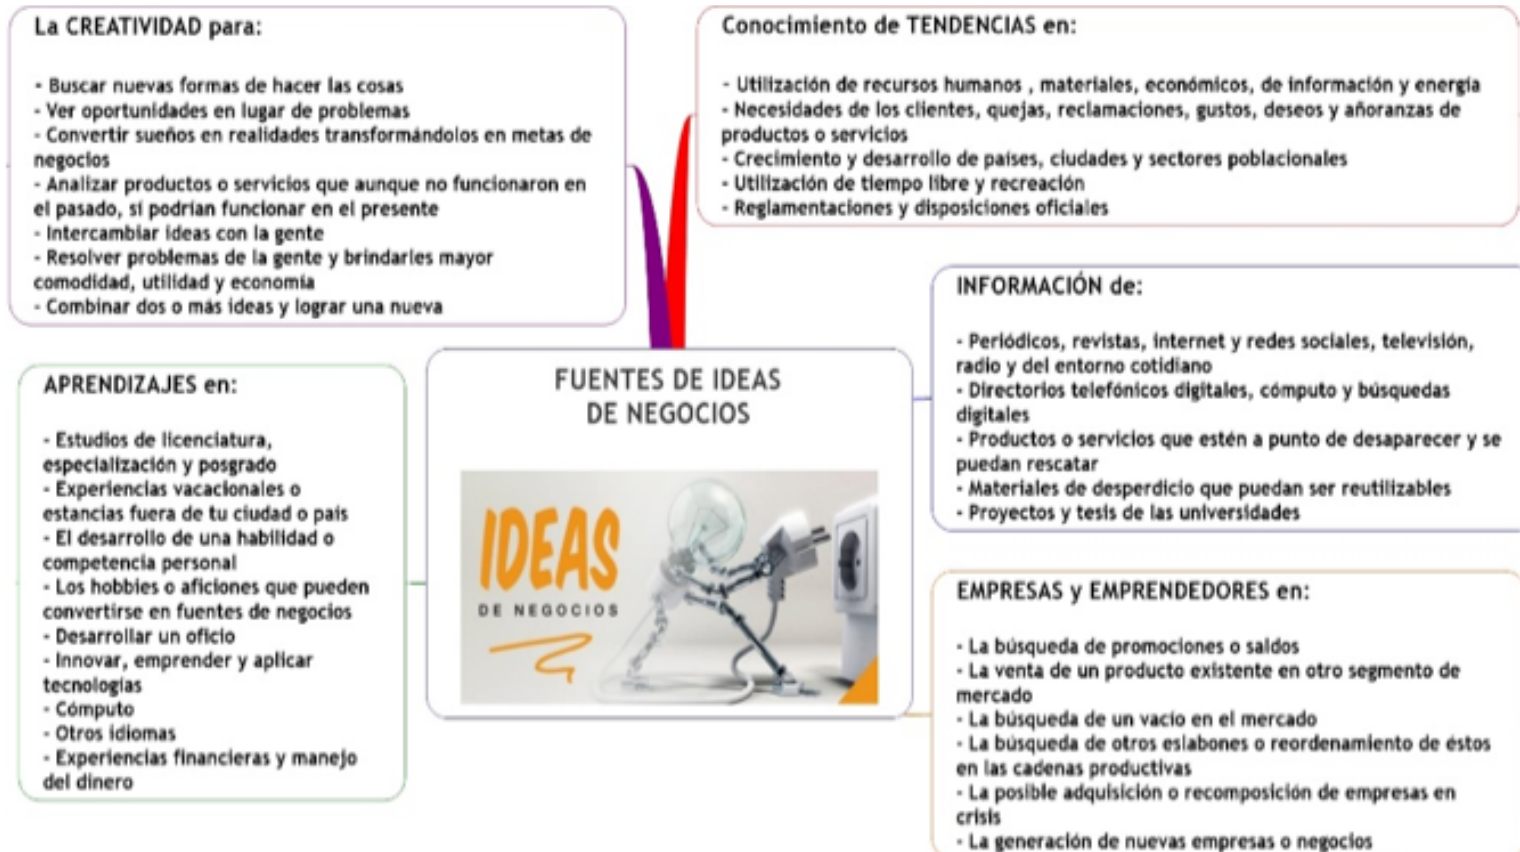 La CREATIVIDAD para:
- Buscar nuevas formas de hacer las cosas
- Ver oportunidades en lugar de problemas
- Convertir sueños en realidades transformándolos en metas de
negocios
- Analizar productos o servicios que aunque no funcionaron en
el pasado, sí podrían funcionar en el presente
- Intercambiar ideas con la gente
- Resolver problemas de la gente y brindarles mayor
comodidad, utilidad y economía
- Combinar dos o más ideas y lograr una nueva
Conocimiento de TENDENCIAS en:
- Utilización de recursos humanos , materiales, económicos, de información y energía
- Necesidades de los clientes, quejas, reclamaciones, gustos, deseos y añoranzas de
productos o servicios
- Crecimiento y desarrollo de países, ciudades y sectores poblacionales
- Utilización de tiempo libre y recreación
- Reglamentaciones y disposiciones oficiales
INFORMACIÓN de:
- Periódicos, revistas, internet y redes sociales, televisión,
radio y del entorno cotidiano
- Directorios telefónicos digitales, cómputo y búsquedas
digitales
- Productos o servicios que estén a punto de desaparecer y se
puedan rescatar
- Materiales de desperdicio que puedan ser reutilizables
- Proyectos y tesis de las universidades
APRENDIZAJES en:
- Estudios de licenciatura,
especialización y posgrado
- Experiencias vacacionales o
estancias fuera de tu ciudad o país
- El desarrollo de una habilidad o
competencia personal
- Los hobbies o aficiones que pueden
convertirse en fuentes de negocios
- Desarrollar un oficio
- Innovar, emprender y aplicar
tecnologías
- Cómputo
- Otros idiomas
- Experiencias financieras y manejo
del dinero
FUENTES DE IDEAS
DE NEGOCIOS
IDEAS
DE NEGOCIOS
EMPRESAS y EMPRENDEDORES en:
- La búsqueda de promociones o saldos
- La venta de un producto existente en otro segmento de
mercado
- La búsqueda de un vacío en el mercado
- La búsqueda de otros eslabones o reordenamiento de éstos
en las cadenas productivas
- La posible adquisición o recomposición de empresas en
crisis
- La generación de nuevas empresas o negocios